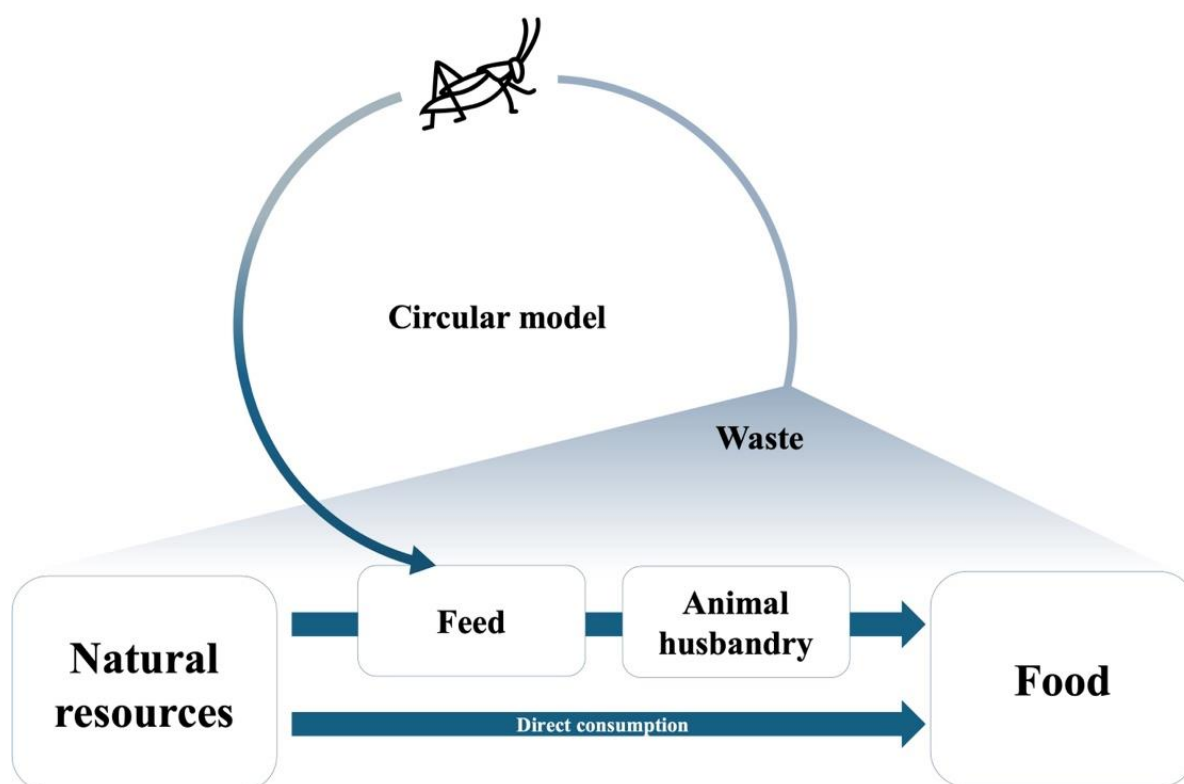 Circular model
Waste
Natural
resources
Feed
Animal
husbandry
Food
Direct consumption